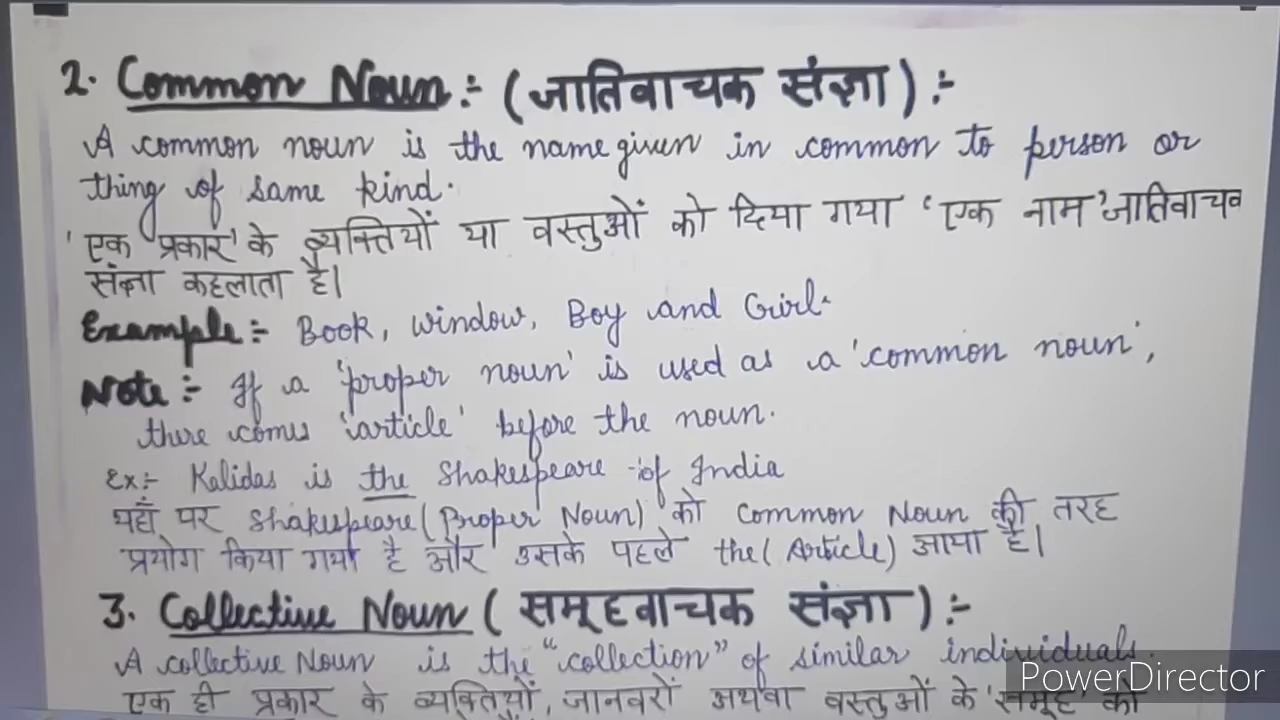 2. Common Noun :- (जातिवाचक संज्ञा) :-
A common noun is the name given in common to person or
thing of same kind.
'एक प्रकार' के व्यक्तियों या वस्तुओं को दिया गया 'एक नाम' जातिवाचक
संज्ञा कहलाता है।
Example :- Book, window, Boy and Girl.
Note :- If a 'proper noun' is used as a 'common noun',
there comes 'article' before the noun.
Ex:- Kalidas is the Shakespeare of India
यहाँ पर Shakespeare (Proper Noun) को Common Noun की तरह
प्रयोग किया गया है और उसके पहले the (Article) आया है।
3. Collective Noun ( समूहवाचक संज्ञा ) :-
A collective Noun is the "collection" of similar individuals.
एक ही प्रकार के व्यक्तियों, जानवरों अथवा वस्तुओं के 'समूह' को
PowerDirector